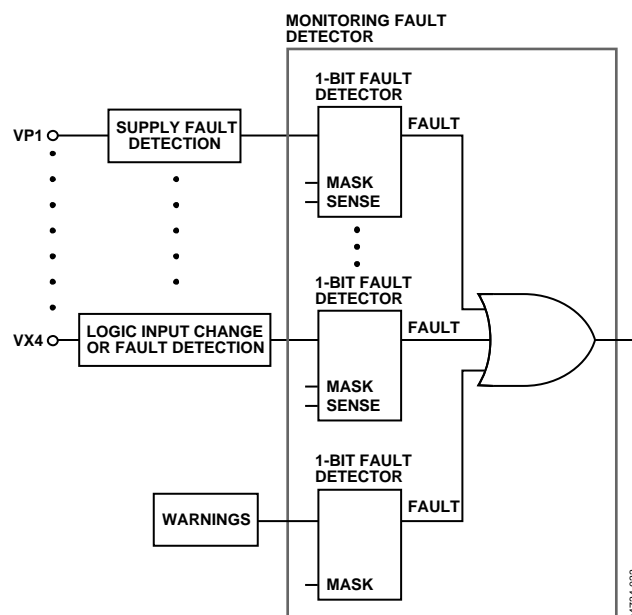 MONITORING FAULT
DETECTOR
1-BIT FAULT
DETECTOR
VP1
SUPPLY FAULT
DETECTION
FAULT
MASK
SENSE
1-BIT FAULT
DETECTOR
VX4
LOGIC INPUT CHANGE
OR FAULT DETECTION
FAULT
MASK
SENSE
1-BIT FAULT
DETECTOR
WARNINGS
FAULT
MASK